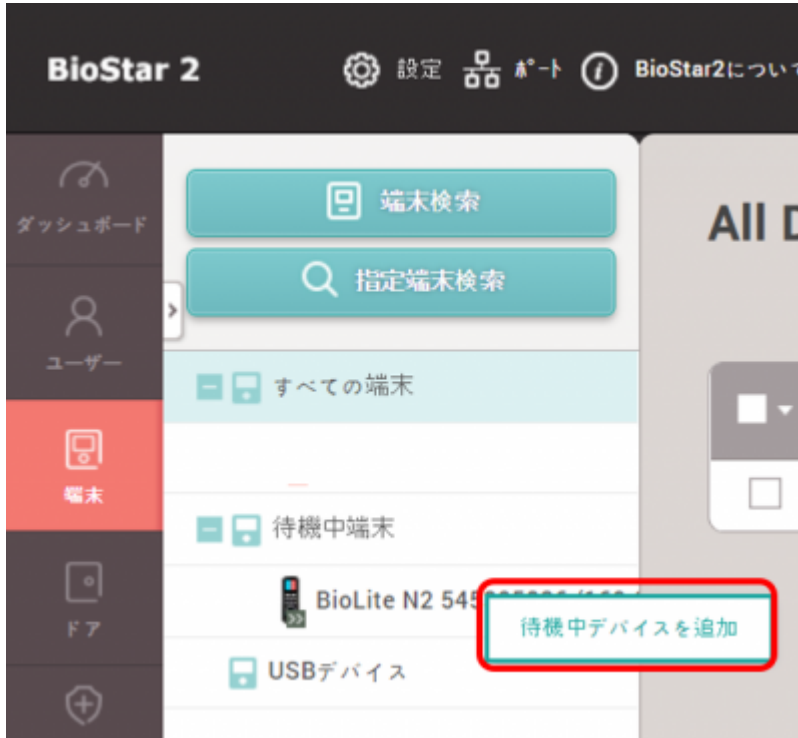 BioStar 2
設定
ポート
BioStar2につい
ダッシュボード
端末検索
All
指定端末検索
ユーザー
すべての端末
端末
待機中端末
BioLite N2
待機中デバイスを追加
ドア
USBデバイス